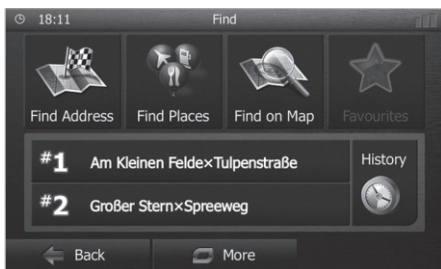 18:11 Find
Find Address Find Places Find on Map Favourites
#1 Am Kleinen Felde×Tulpenstraße History
#2 Großer Stern×Spreeweg
Back More